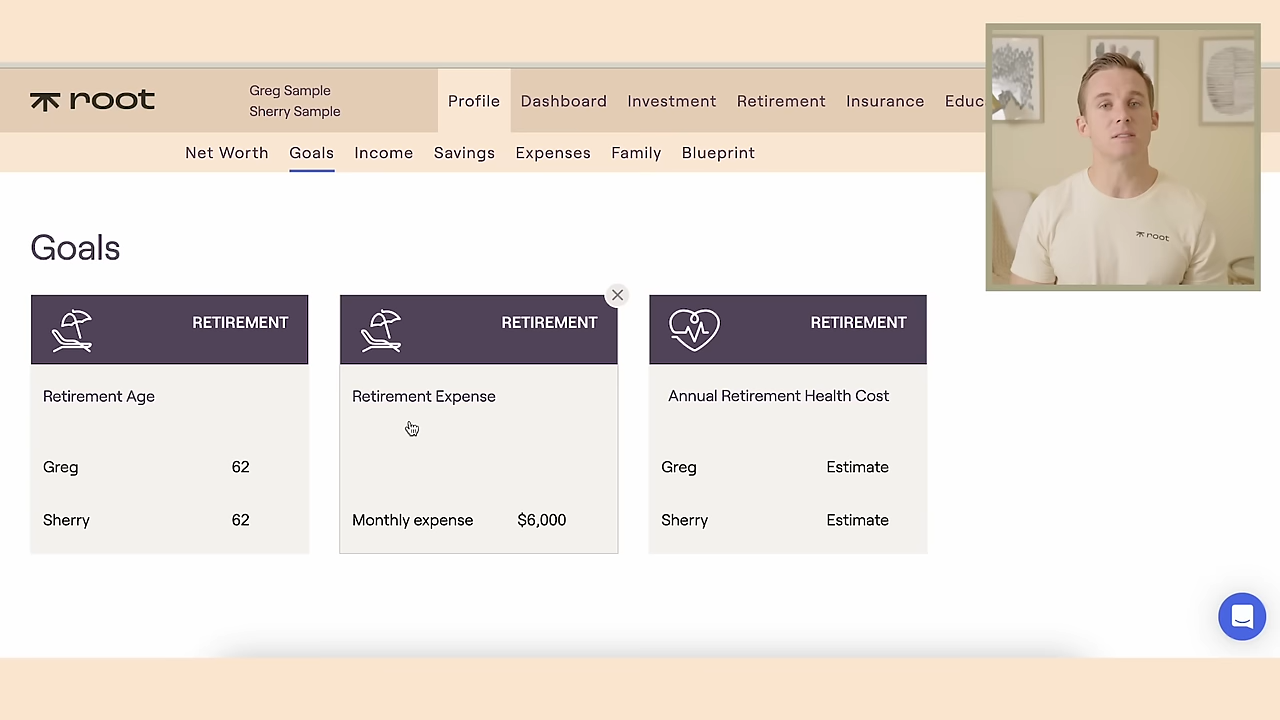 root
Greg Sample
Sherry Sample
Profile Dashboard Investment Retirement Insurance Educ
Net Worth Goals Income Savings Expenses Family Blueprint
root
Goals
RETIREMENT
Retirement Age
Greg 62
Sherry 62
RETIREMENT
Retirement Expense
Monthly expense $6,000
RETIREMENT
Annual Retirement Health Cost
Greg Estimate
Sherry Estimate